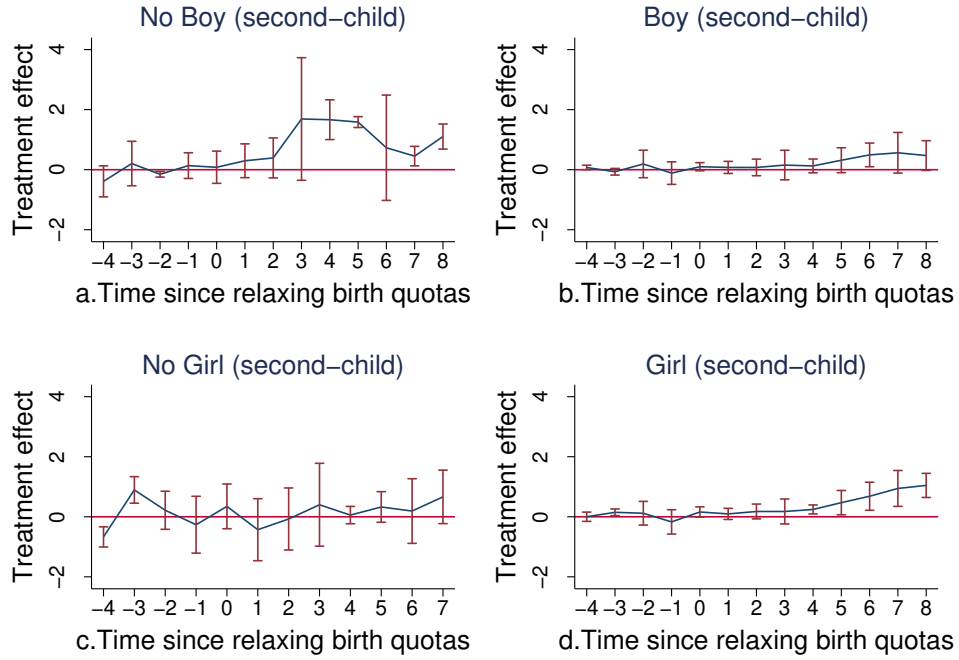 No Boy (second−child)
Treatment effect
4
2
0
−2
−4 −3 −2 −1 0 1 2 3 4 5 6 7 8
a.Time since relaxing birth quotas
Boy (second−child)
Treatment effect
4
2
0
−2
−4 −3 −2 −1 0 1 2 3 4 5 6 7 8
b.Time since relaxing birth quotas
No Girl (second−child)
Treatment effect
4
2
0
−2
−4 −3 −2 −1 0 1 2 3 4 5 6 7
c.Time since relaxing birth quotas
Girl (second−child)
Treatment effect
4
2
0
−2
−4 −3 −2 −1 0 1 2 3 4 5 6 7 8
d.Time since relaxing birth quotas